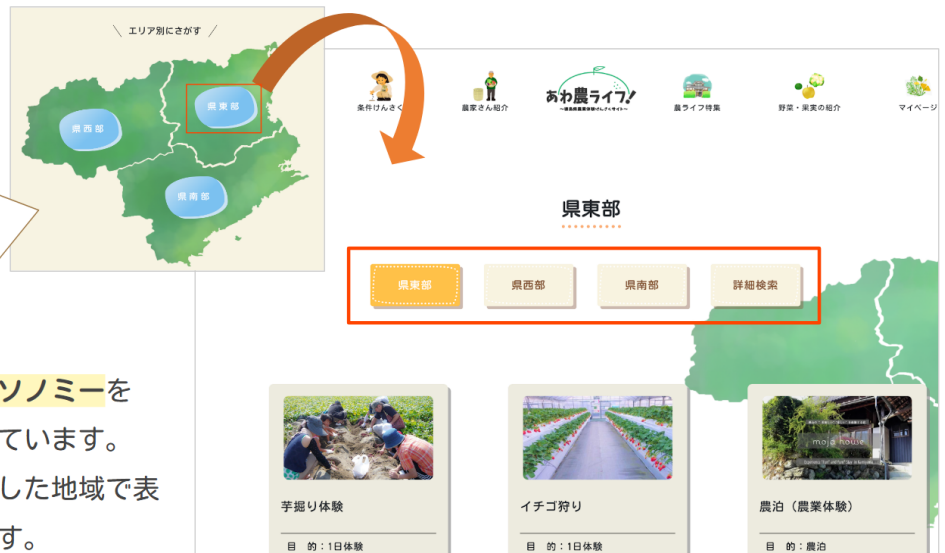 エリア別にさがす
県東部
県西部
県南部
条件けんさく
農家さん紹介
あわ農ライフ！
農ライフ特集
野菜・果実の紹介
マイページ
県東部
県東部
県西部
県南部
詳細検索
ソノミーを
ています。
した地域で表
す。
芋掘り体験
目 的：1日体験
イチゴ狩り
目 的：1日体験
moja house
農泊（農業体験）
目 的：農泊